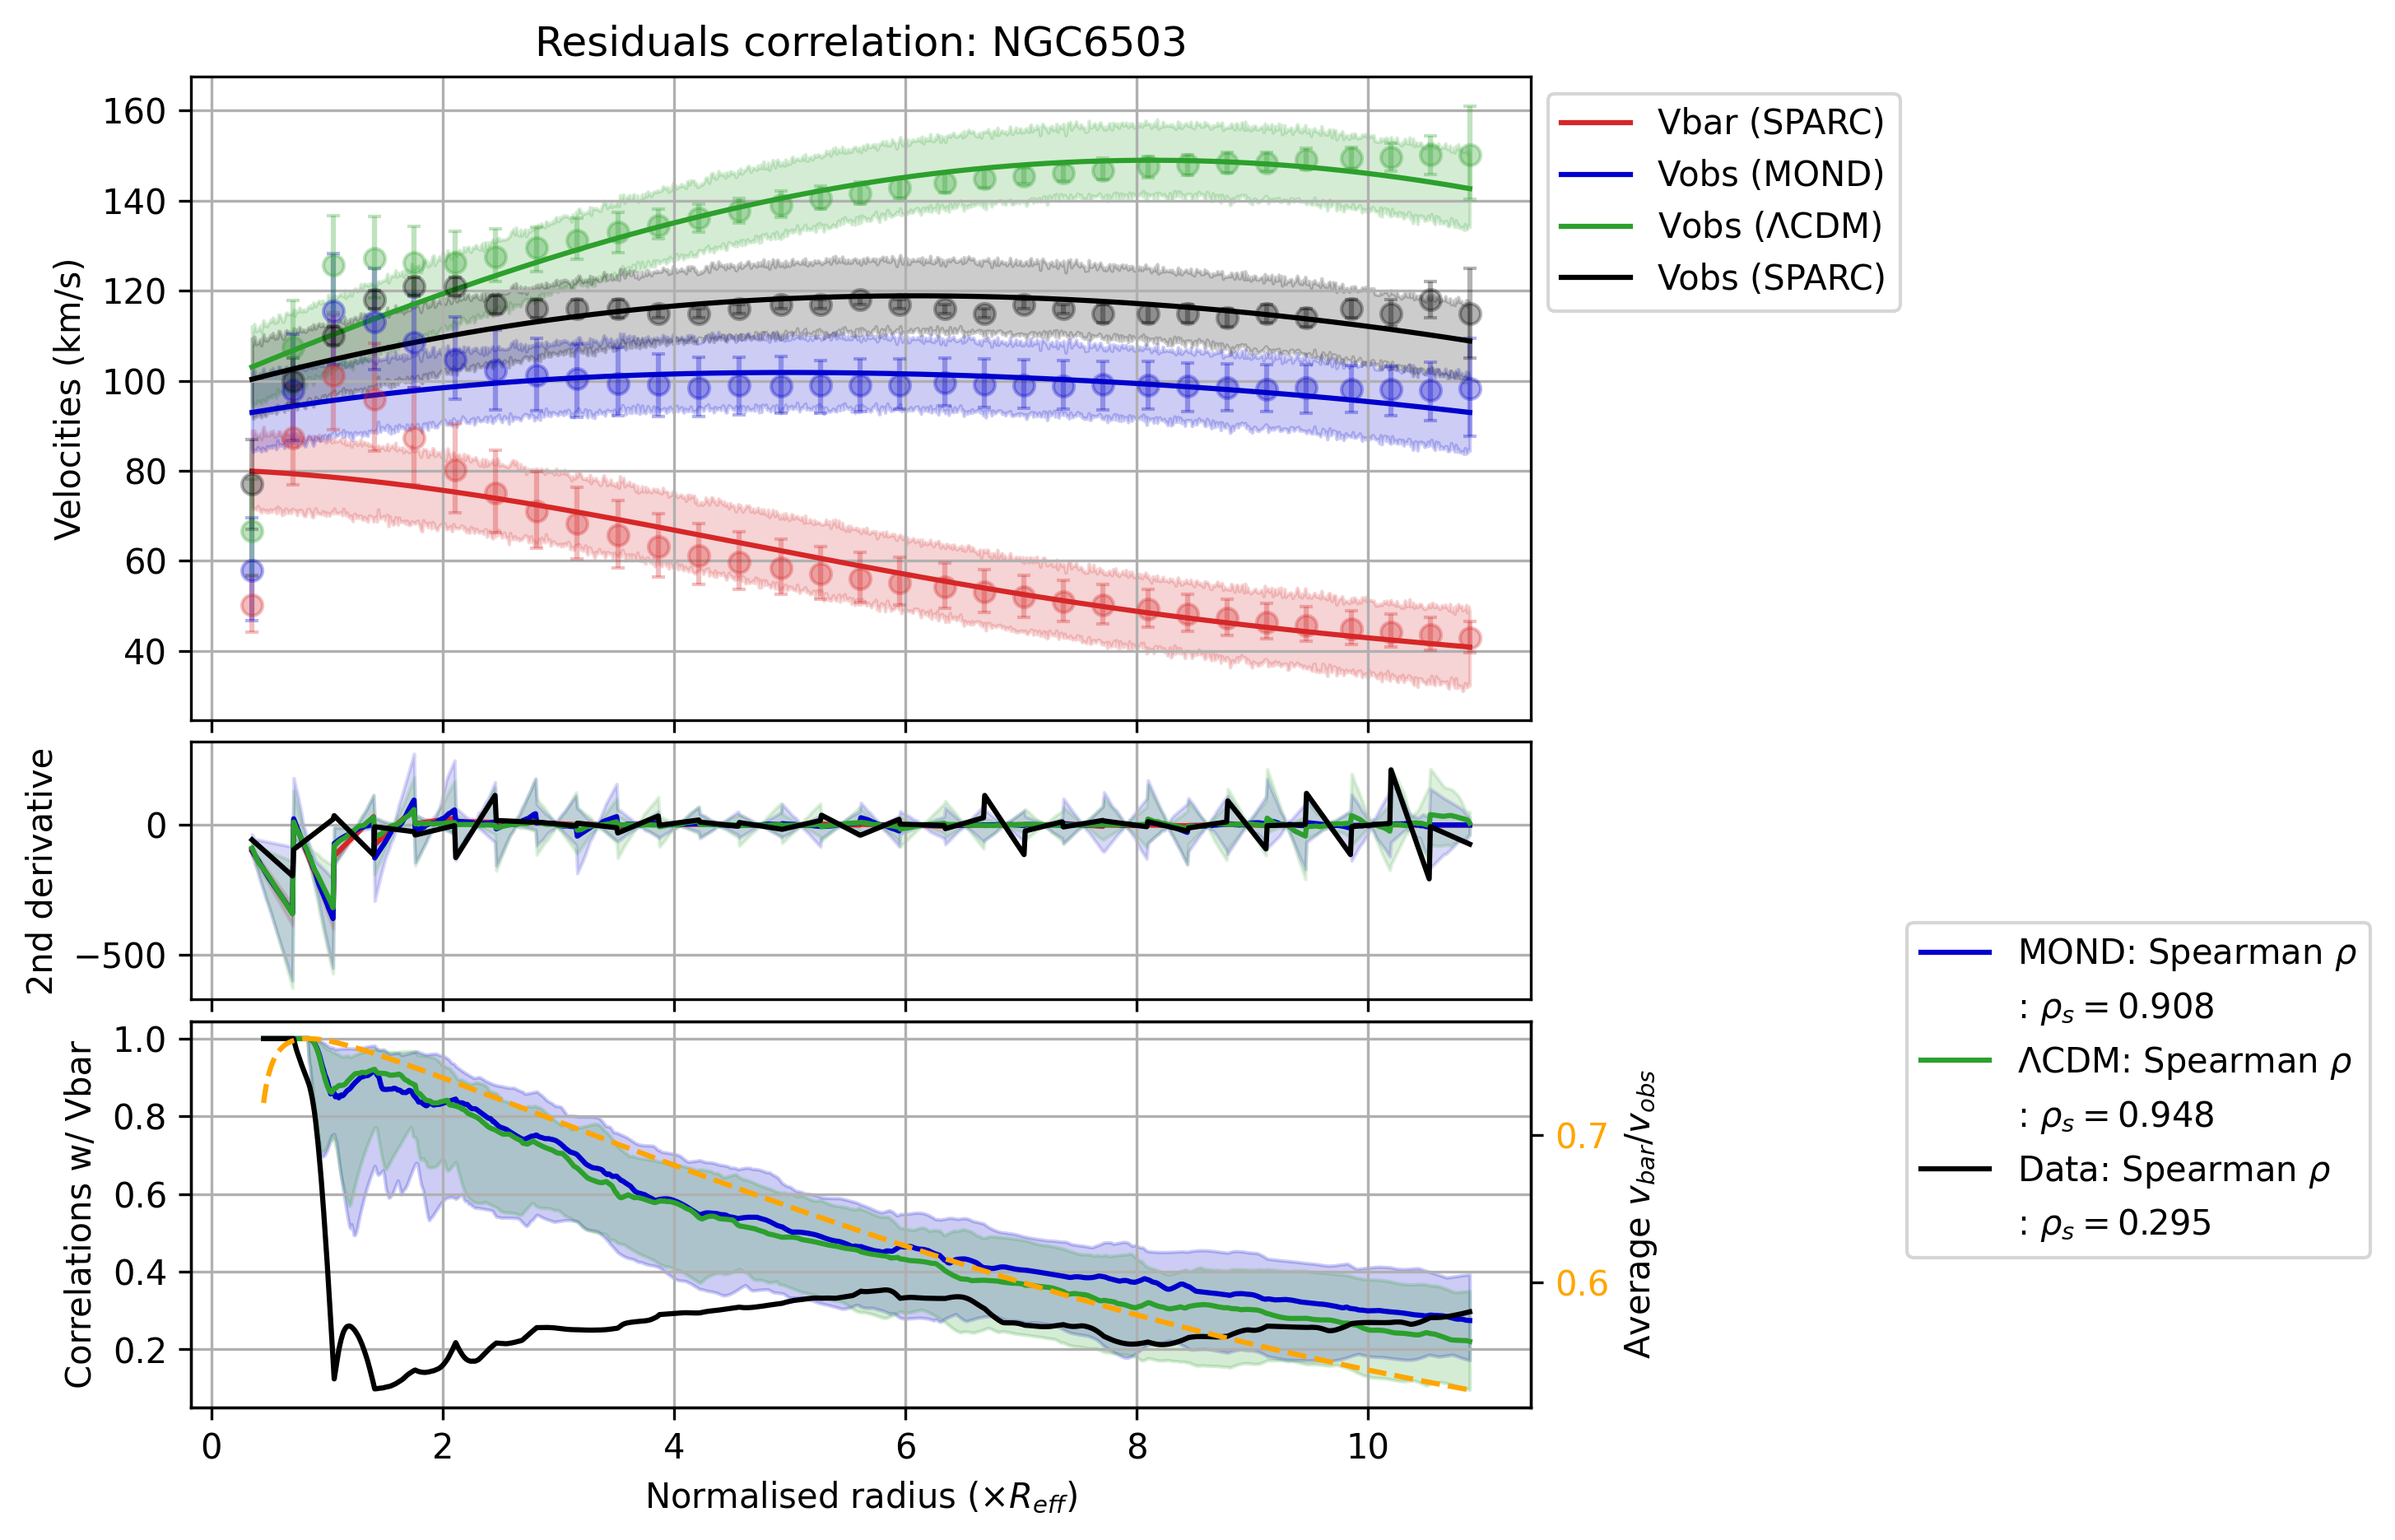 Residuals correlation: NGC6503
160
140
120
100
80
60
40
Velocities (km/s)
Vbar (SPARC)
Vobs (MOND)
Vobs (ΛCDM)
Vobs (SPARC)
0
−500
2nd derivative
1.0
0.8
0.6
0.4
0.2
Correlations w/ Vbar
0.7
0.6
Average v_bar/v_obs
MOND: Spearman ρ
: ρ_s = 0.908
ΛCDM: Spearman ρ
: ρ_s = 0.948
Data: Spearman ρ
: ρ_s = 0.295
0 2 4 6 8 10
Normalised radius (×R_eff)